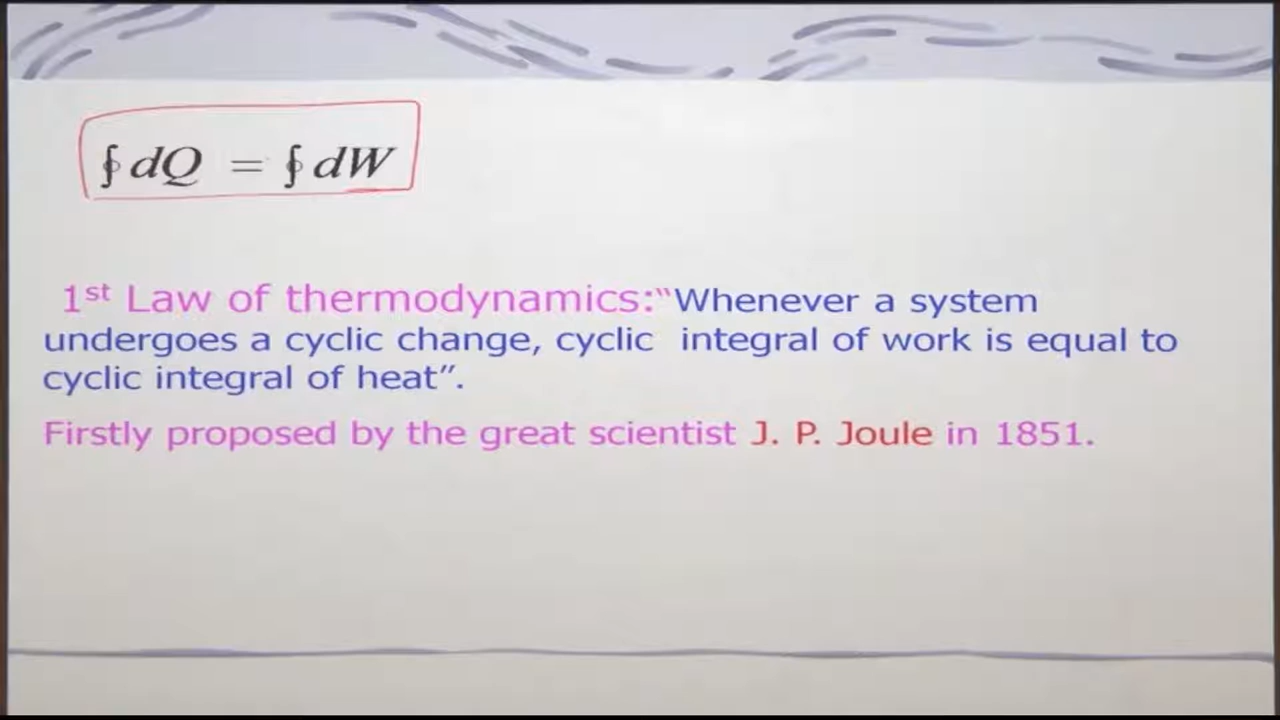 ∮dQ = ∮dW
1st Law of thermodynamics:"Whenever a system
undergoes a cyclic change, cyclic integral of work is equal to
cyclic integral of heat".
Firstly proposed by the great scientist J. P. Joule in 1851.